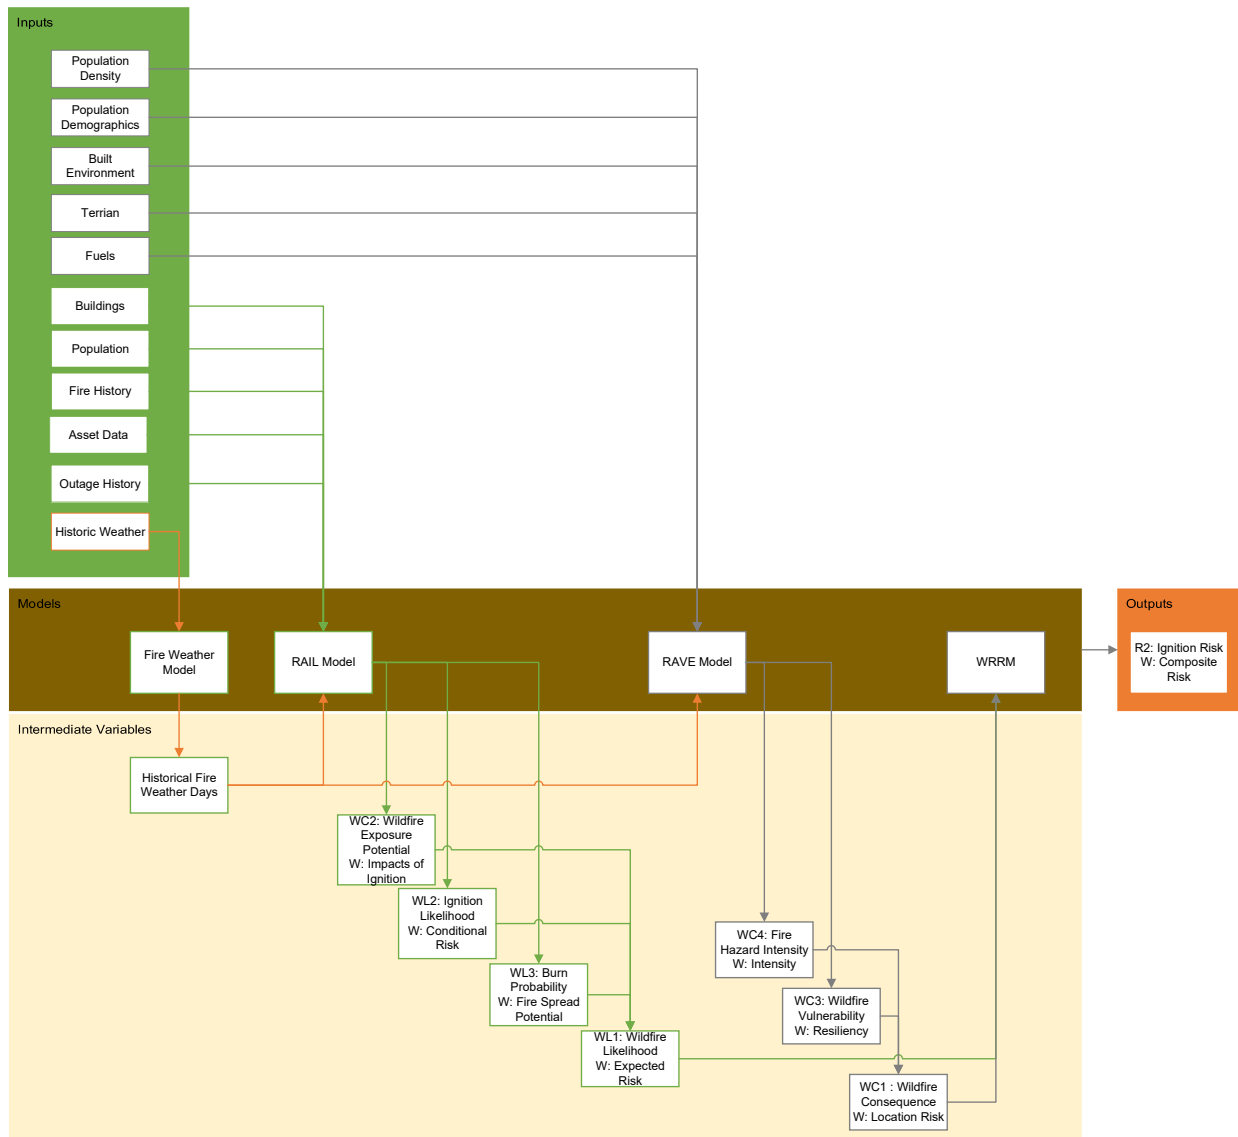 Inputs
Population
Density
Population
Demographics
Built
Environment
Terrian
Fuels
Buildings
Population
Fire History
Asset Data
Outage History
Historic Weather
Models
Fire Weather
Model
RAIL Model
RAVE Model
WRRM
Outputs
R2: Ignition Risk
W: Composite
Risk
Intermediate Variables
Historical Fire
Weather Days
WC2: Wildfire
Exposure
Potential
W: Impacts of
Ignition
WL2: Ignition
Likelihood
W: Conditional
Risk
WL3: Burn
Probability
W: Fire Spread
Potential
WL1: Wildfire
Likelihood
W: Expected
Risk
WC4: Fire
Hazard Intensity
W: Intensity
WC3: Wildfire
Vulnerability
W: Resiliency
WC1 : Wildfire
Consequence
W: Location Risk